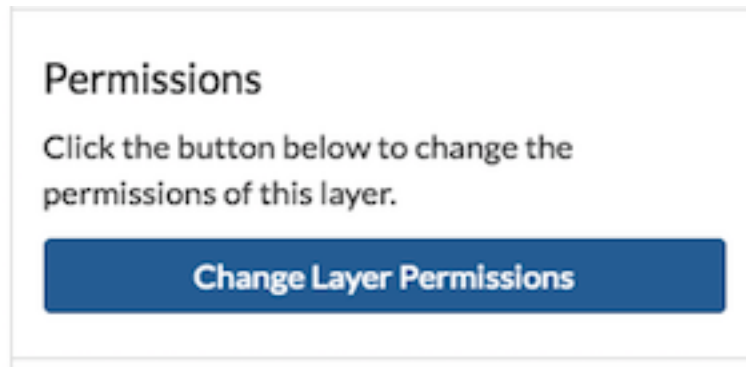 Permissions
Click the button below to change the
permissions of this layer.
Change Layer Permissions